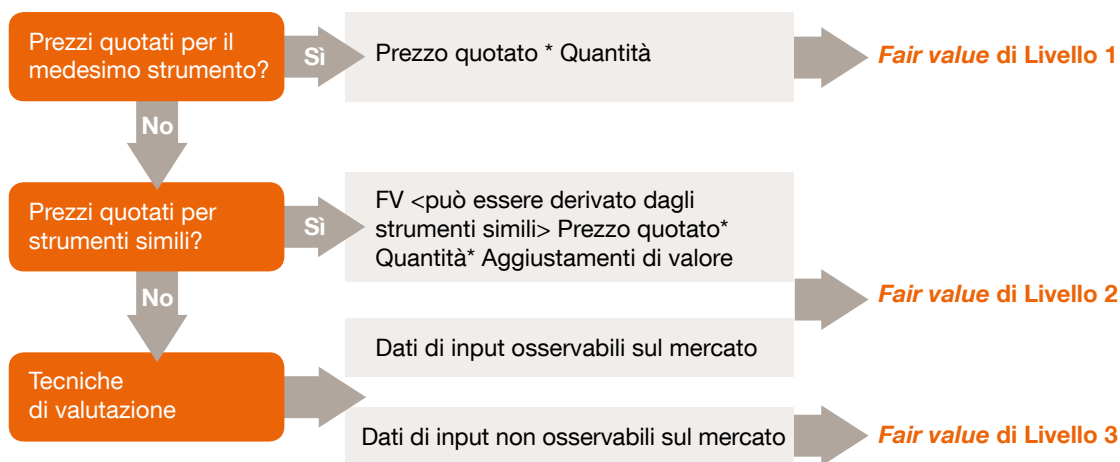 Prezzi quotati per il
medesimo strumento?
Sì
Prezzo quotato * Quantità
Fair value di Livello 1
No
Prezzi quotati per
strumenti simili?
Sì
FV <può essere derivato dagli
strumenti simili> Prezzo quotato*
Quantità* Aggiustamenti di valore
Fair value di Livello 2
No
Dati di input osservabili sul mercato
Tecniche
di valutazione
Dati di input non osservabili sul mercato
Fair value di Livello 3